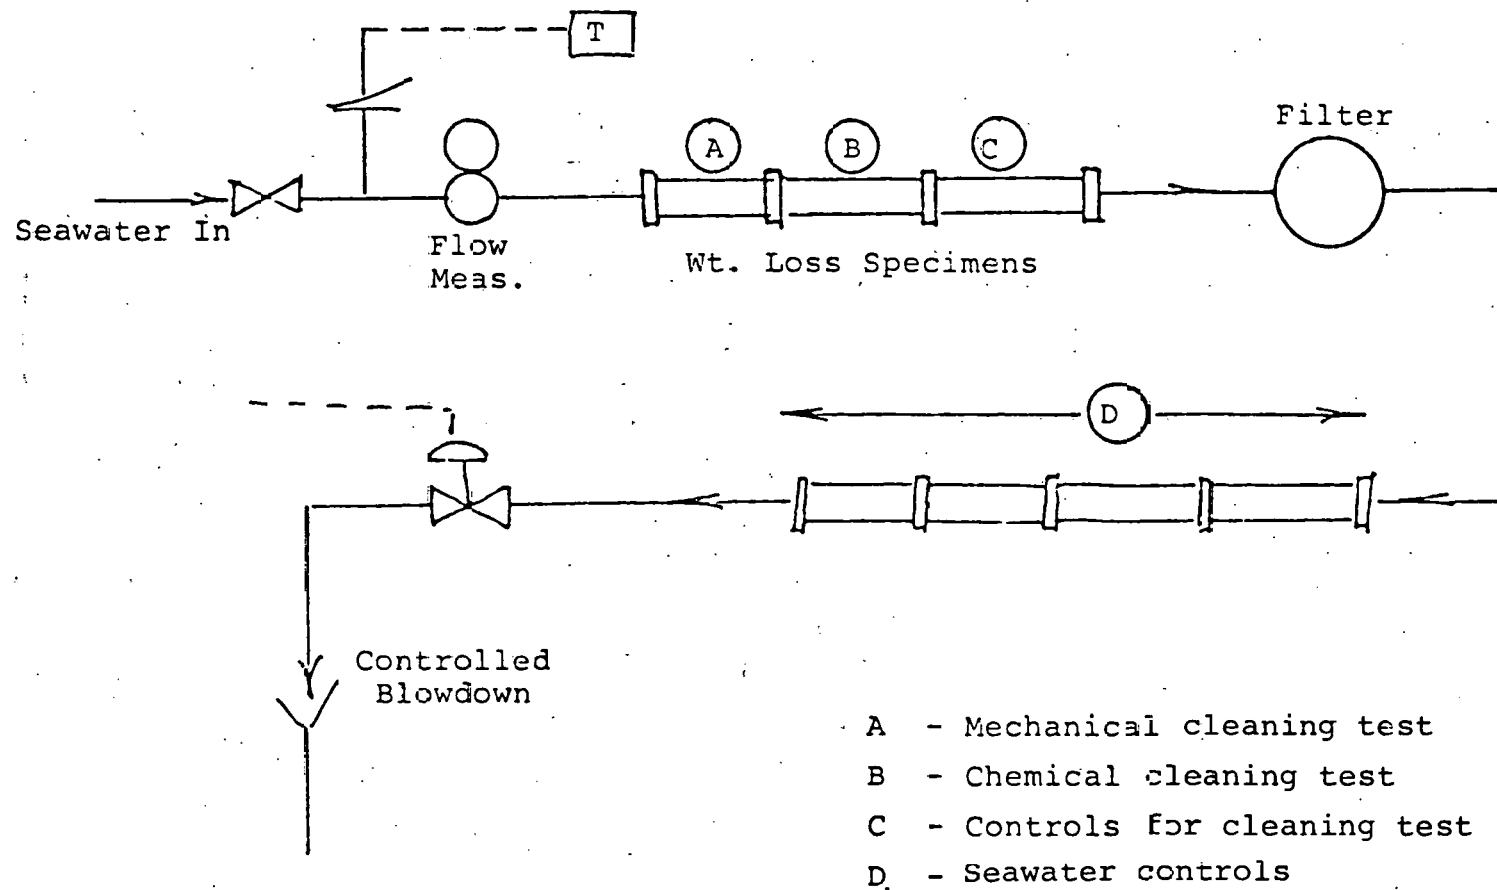 T
A
B
C
Filter
Seawater In
Flow
Meas.
Wt. Loss Specimens
D
Controlled
Blowdown
A - Mechanical cleaning test
B - Chemical cleaning test
C - Controls for cleaning test
D - Seawater controls